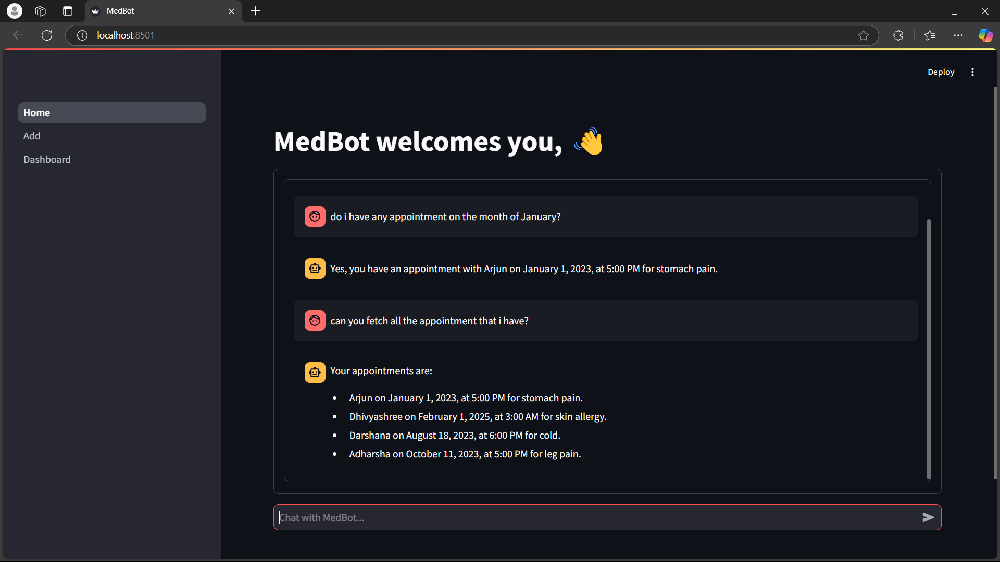 MedBot
localhost:8501
Deploy
Home
Add
Dashboard
MedBot welcomes you, 👋
do i have any appointment on the month of January?
Yes, you have an appointment with Arjun on January 1, 2023, at 5:00 PM for stomach pain.
can you fetch all the appointment that i have?
Your appointments are:
• Arjun on January 1, 2023, at 5:00 PM for stomach pain.
• Dhivyashree on February 1, 2025, at 3:00 AM for skin allergy.
• Darshana on August 18, 2023, at 6:00 PM for cold.
• Adharsha on October 11, 2023, at 5:00 PM for leg pain.
Chat with MedBot...